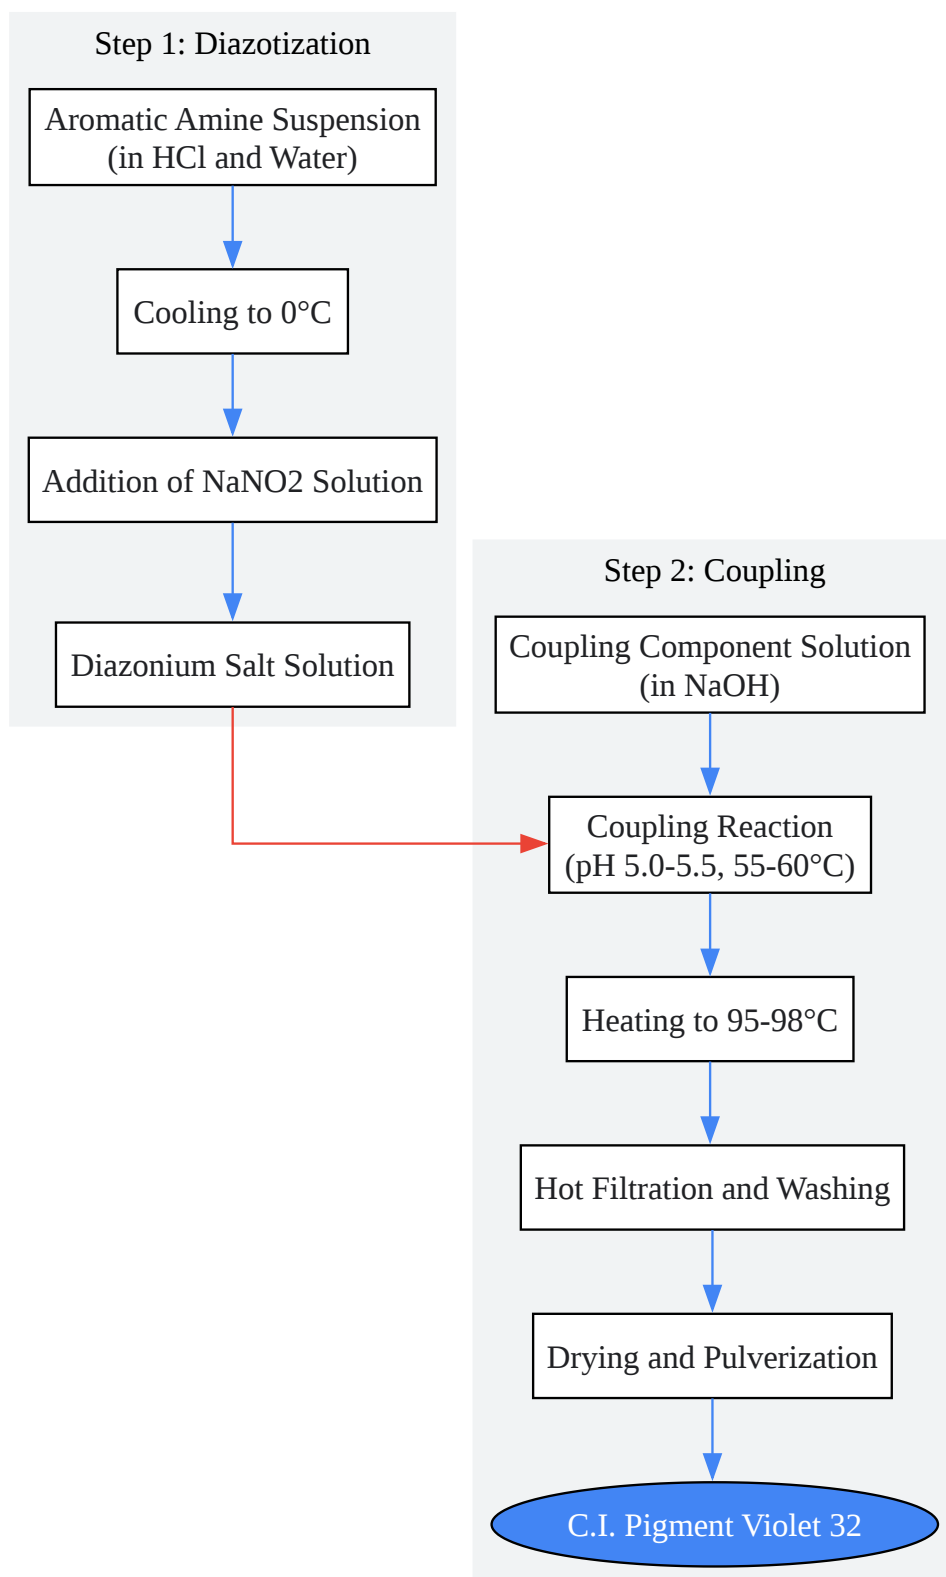 Step 1: Diazotization
Aromatic Amine Suspension
(in HCl and Water)
Cooling to 0°C
Addition of NaNO2 Solution
Diazonium Salt Solution
Step 2: Coupling
Coupling Component Solution
(in NaOH)
Coupling Reaction
(pH 5.0-5.5, 55-60°C)
Heating to 95-98°C
Hot Filtration and Washing
Drying and Pulverization
C.I. Pigment Violet 32